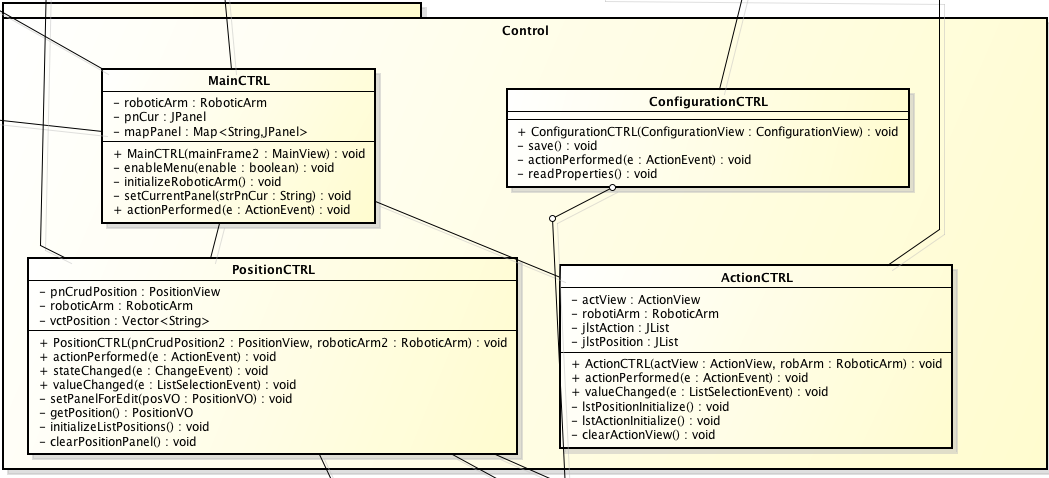 Control
MainCTRL
– roboticArm : RoboticArm
– pnCur : JPanel
– mapPanel : Map<String,JPanel>
+ MainCTRL(mainFrame2 : MainView) : void
– enableMenu(enable : boolean) : void
– initializeRoboticArm() : void
– setCurrentPanel(strPnCur : String) : void
+ actionPerformed(e : ActionEvent) : void
ConfigurationCTRL
+ ConfigurationCTRL(ConfigurationView : ConfigurationView) : void
– save() : void
– actionPerformed(e : ActionEvent) : void
– readProperties() : void
PositionCTRL
– pnCrudPosition : PositionView
– roboticArm : RoboticArm
– vctPosition : Vector<String>
+ PositionCTRL(pnCrudPosition2 : PositionView, roboticArm2 : RoboticArm) : void
+ actionPerformed(e : ActionEvent) : void
+ stateChanged(e : ChangeEvent) : void
+ valueChanged(e : ListSelectionEvent) : void
– setPanelForEdit(posVO : PositionVO) : void
– getPosition() : PositionVO
– initializeListPositions() : void
– clearPositionPanel() : void
ActionCTRL
– actView : ActionView
– robotiArm : RoboticArm
– jlstAction : JList
– jlstPosition : JList
+ ActionCTRL(actView : ActionView, robArm : RoboticArm) : void
+ actionPerformed(e : ActionEvent) : void
+ valueChanged(e : ListSelectionEvent) : void
– lstPositionInitialize() : void
– lstActionInitialize() : void
– clearActionView() : void